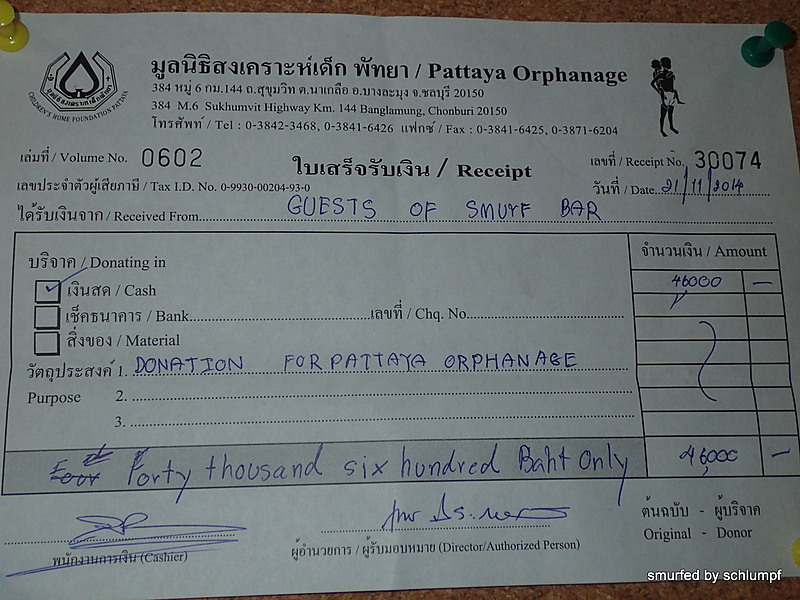 มูลนิธิสงเคราะห์เด็ก พัทยา / Pattaya Orphanage
384 หมู่ 6 กม.144 ถ.สุขุมวิท ต.นาเกลือ อ.บางละมุง จ.ชลบุรี 20150
384 M.6 Sukhumvit Highway Km. 144 Banglamung, Chonburi 20150
โทรศัพท์ / Tel : 0-3842-3468, 0-3841-6426 แฟกซ์ / Fax : 0-3841-6425, 0-3871-6204
CHILDREN'S HOME FOUNDATION PATTAYA
เล่มที่ / Volume No. 0602
ใบเสร็จรับเงิน / Receipt
เลขที่ / Receipt No. 30074
เลขประจำตัวผู้เสียภาษี / Tax I.D. No. 0-9930-00204-93-0
วันที่ / Date 21/11/2014
ได้รับเงินจาก / Received From GUESTS OF SMURF BAR
บริจาค / Donating in
จำนวนเงิน / Amount
เงินสด / Cash
46000 —
เช็คธนาคาร / Bank
เลขที่ / Chq. No.
สิ่งของ / Material
วัตถุประสงค์ 1. DONATION FOR PATTAYA ORPHANAGE
Purpose 2.
3.
Forty thousand six hundred Baht Only
46,000 —
พนักงานการเงิน (Cashier)
ผู้อำนวยการ / ผู้รับมอบหมาย (Director/Authorized Person)
ต้นฉบับ - ผู้บริจาค
Original - Donor
smurfed by schlumpf